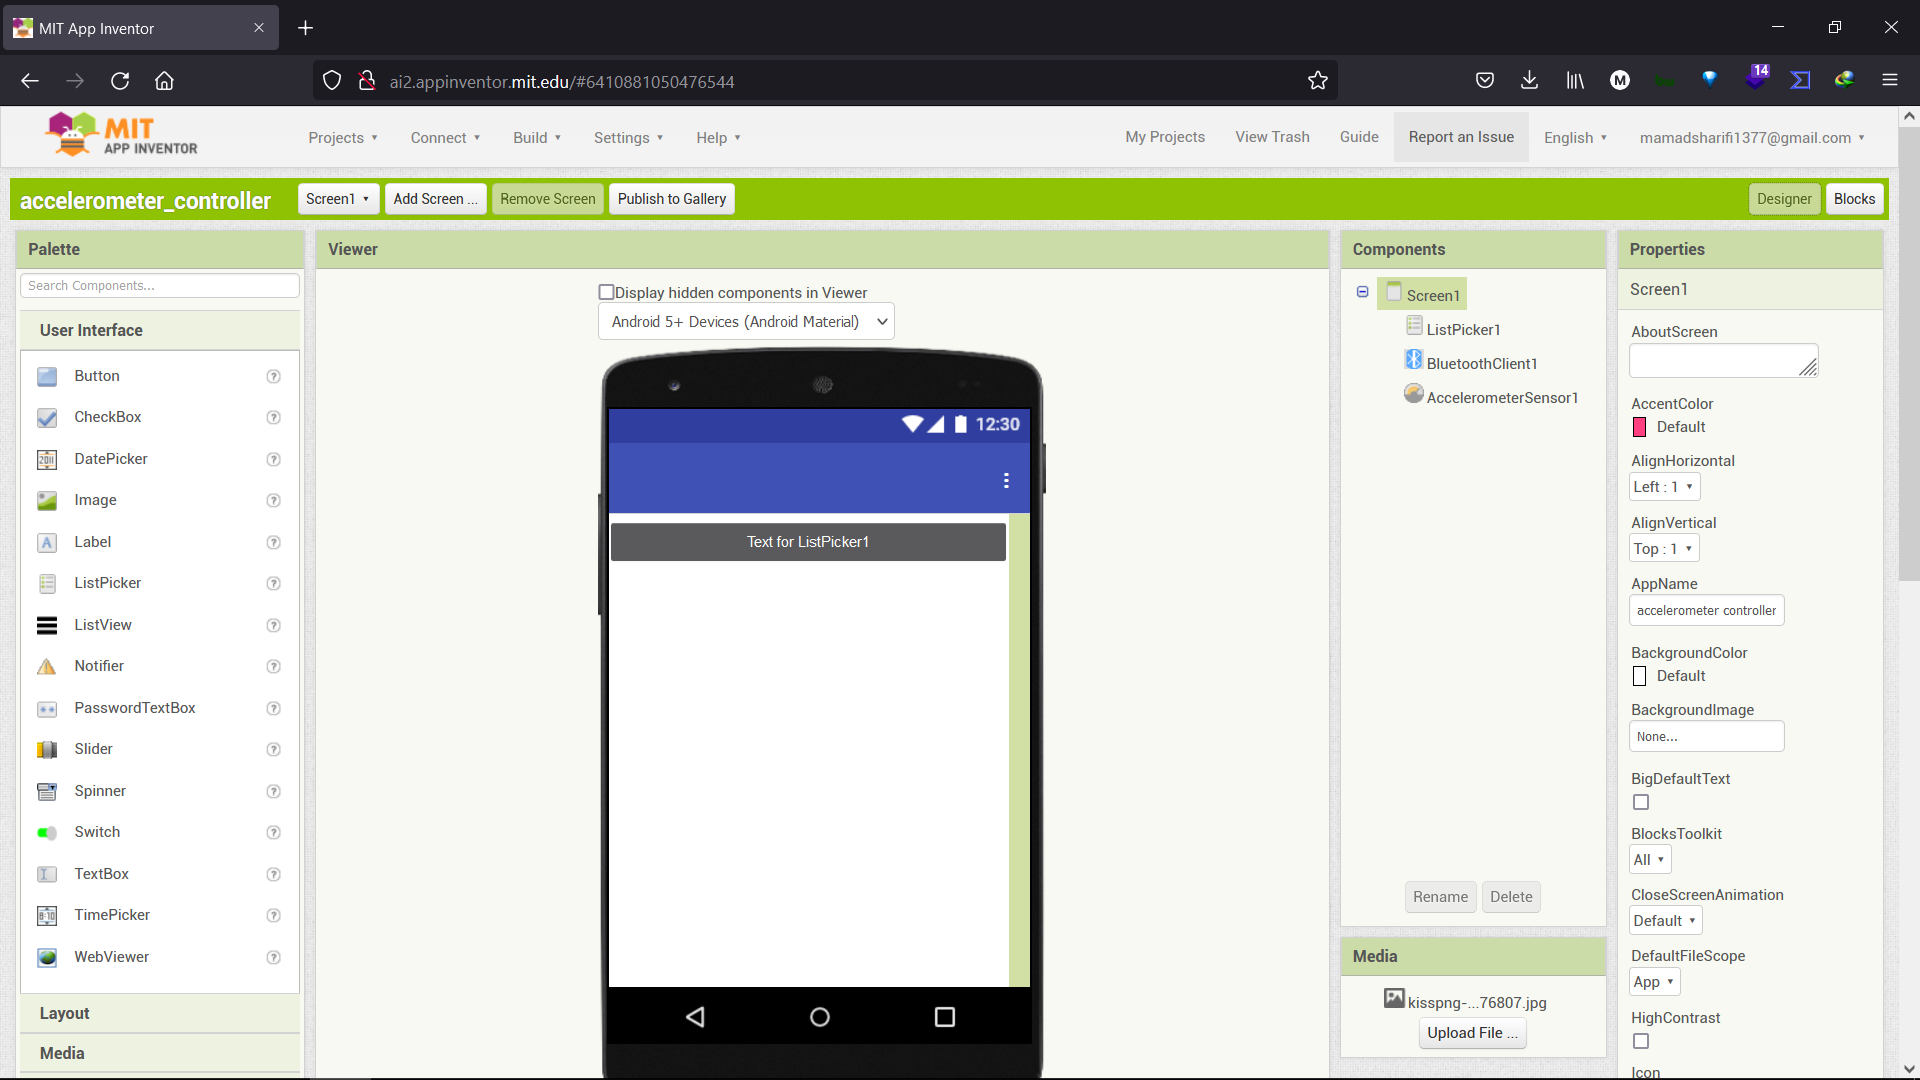 MIT App Inventor
ai2.appinventor.mit.edu/#6410881050476544
M
14
MIT
APP INVENTOR
Projects
Connect
Build
Settings
Help
My Projects
View Trash
Guide
Report an Issue
English
mamadsharifi1377@gmail.com
accelerometer_controller
Screen1
Add Screen ...
Remove Screen
Publish to Gallery
Designer
Blocks
Palette
Search Components...
User Interface
Button
CheckBox
DatePicker
Image
Label
ListPicker
ListView
Notifier
PasswordTextBox
Slider
Spinner
Switch
TextBox
TimePicker
WebViewer
Layout
Media
Viewer
Display hidden components in Viewer
Android 5+ Devices (Android Material)
12:30
Text for ListPicker1
Components
Screen1
ListPicker1
BluetoothClient1
AccelerometerSensor1
Rename
Delete
Media
kisspng-...76807.jpg
Upload File ...
Properties
Screen1
AboutScreen
AccentColor
Default
AlignHorizontal
Left : 1
AlignVertical
Top : 1
AppName
accelerometer controller
BackgroundColor
Default
BackgroundImage
None...
BigDefaultText
BlocksToolkit
All
CloseScreenAnimation
Default
DefaultFileScope
App
HighContrast
Icon